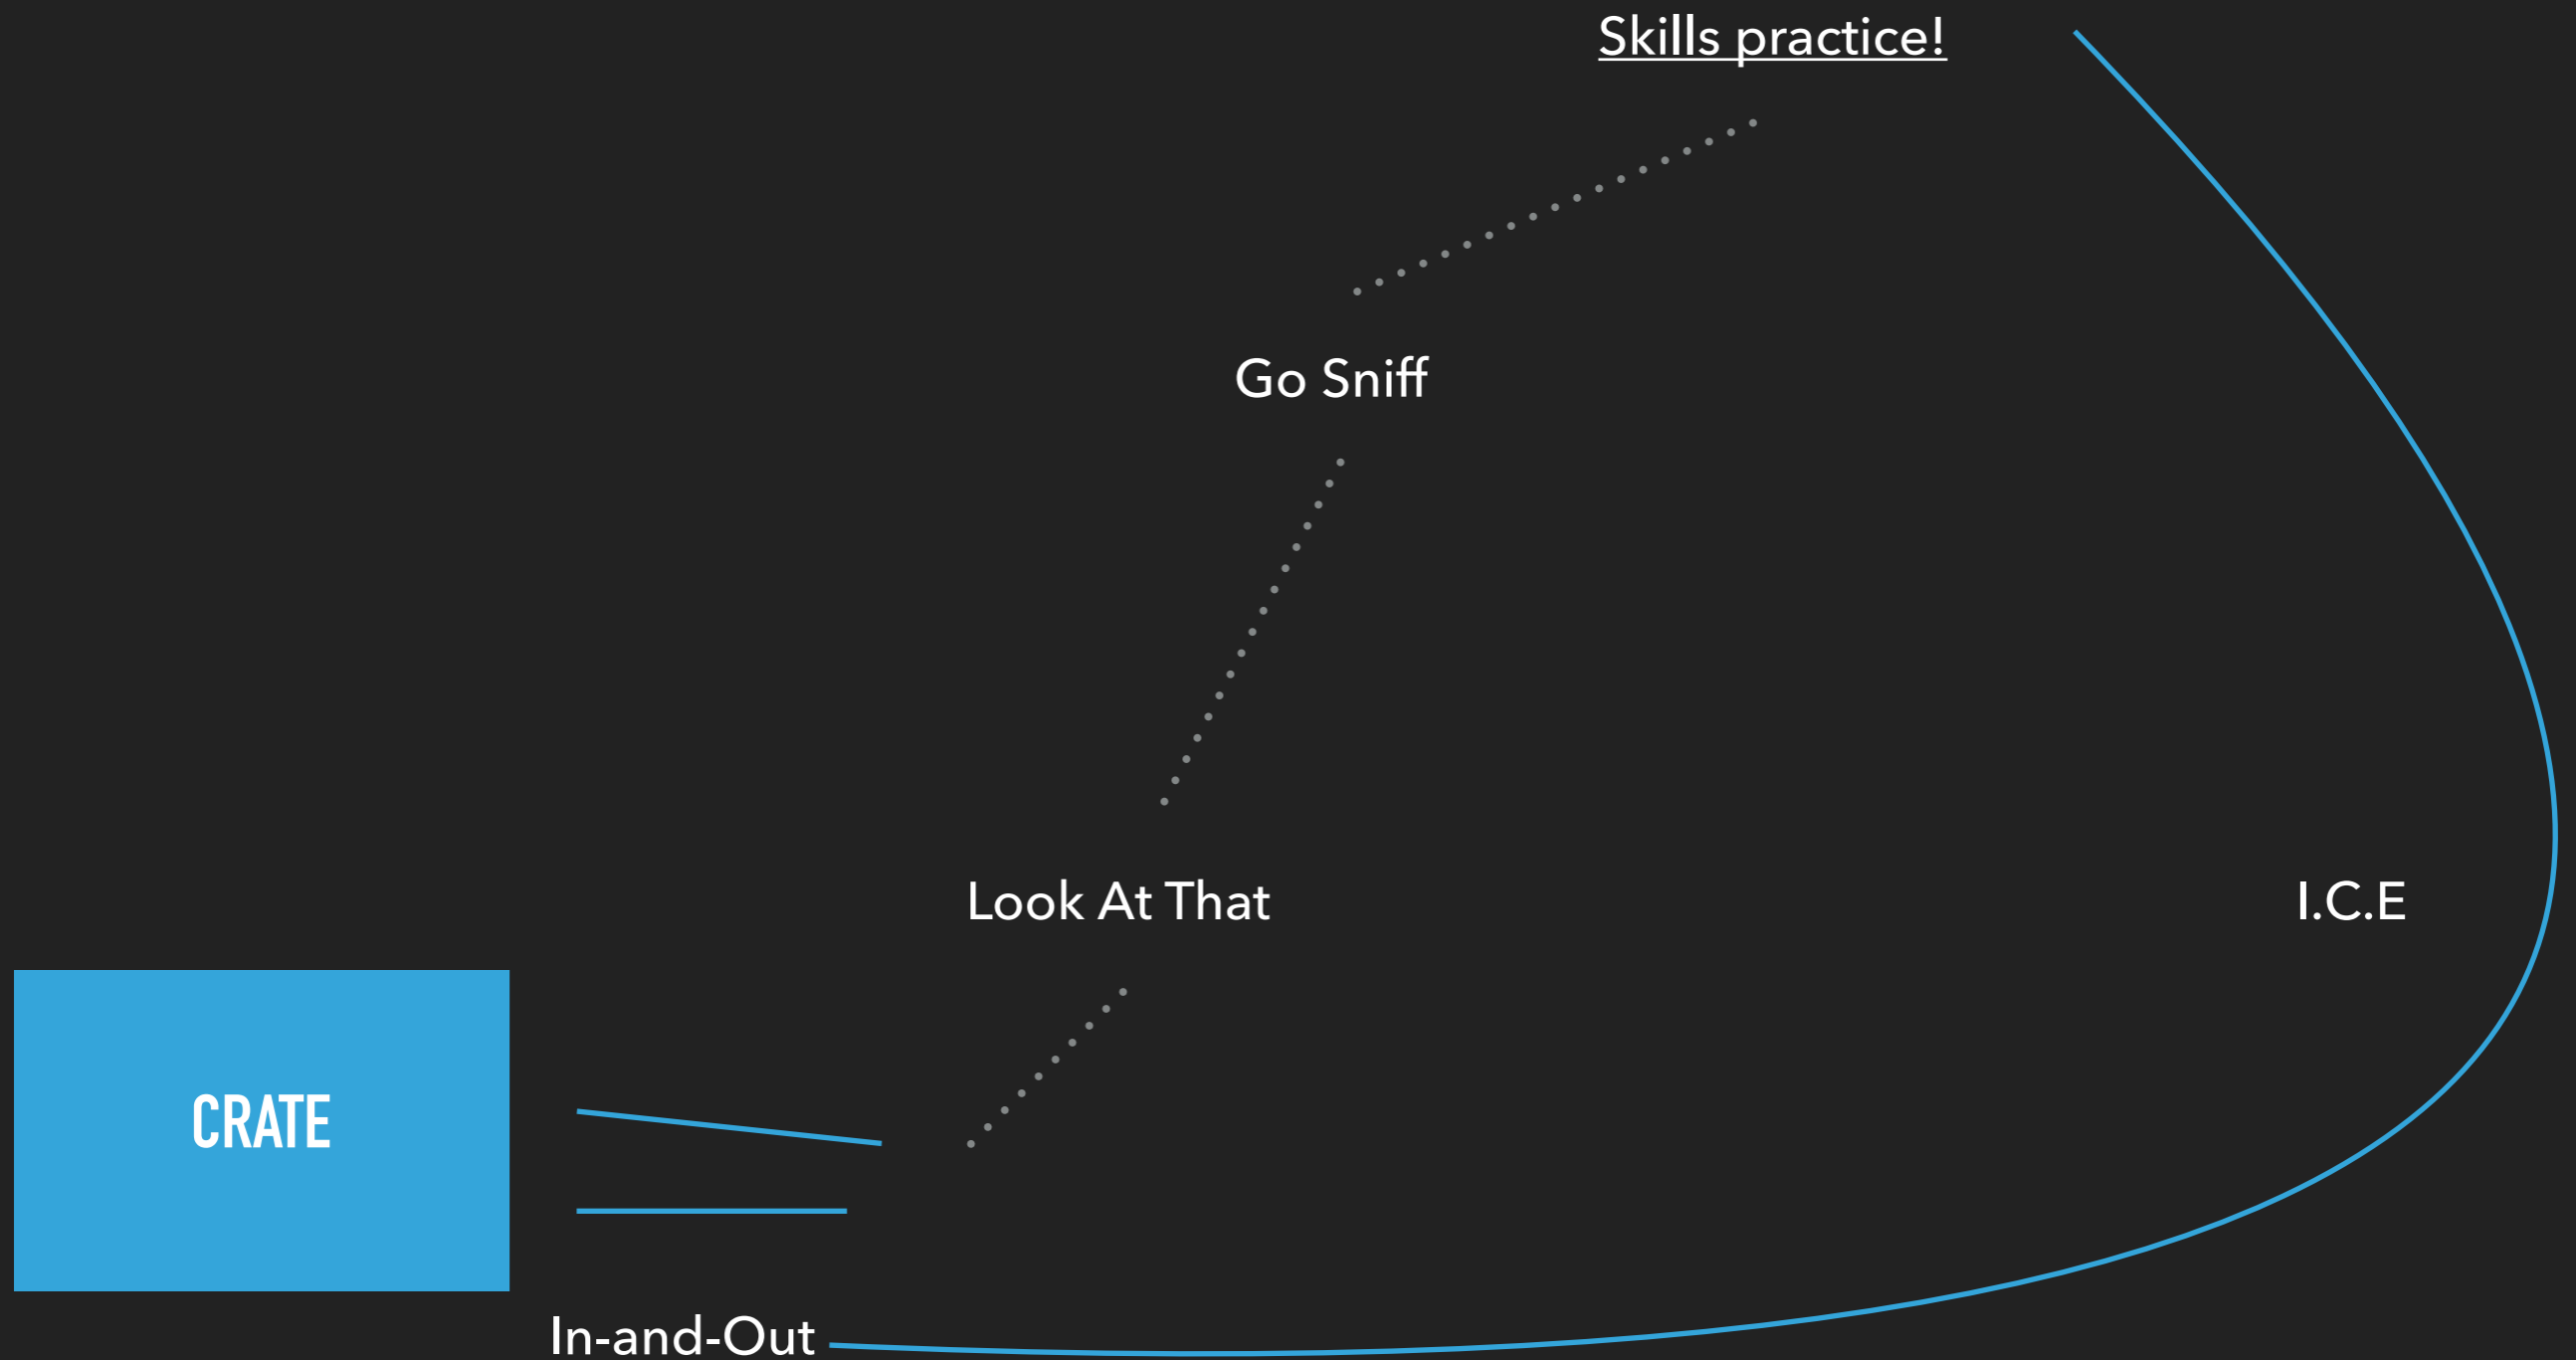 Skills practice!
Go Sniff
Look At That
I.C.E
CRATE
In-and-Out